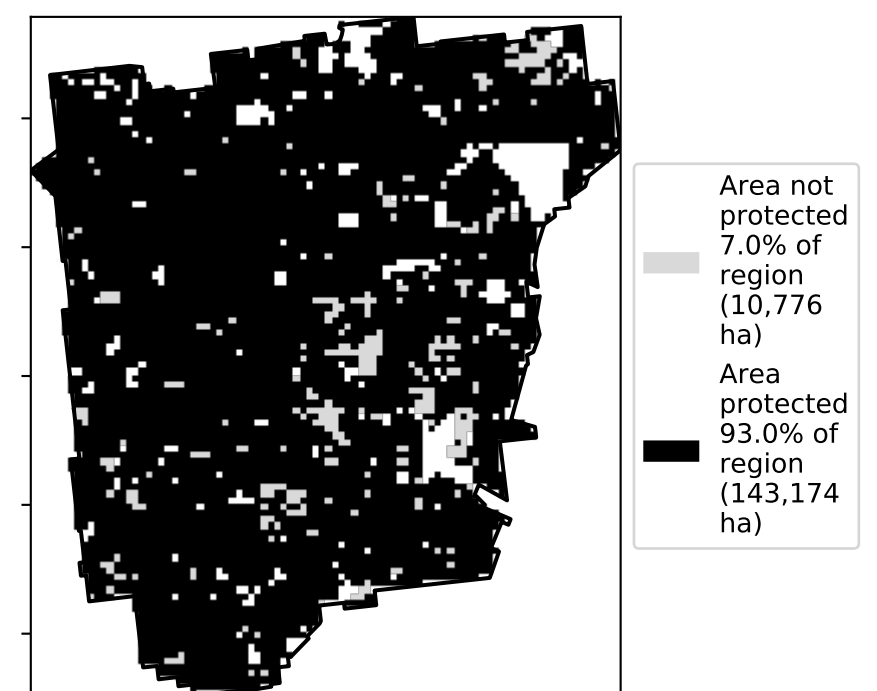 Area not
protected
7.0% of
region
(10,776
ha)
Area
protected
93.0% of
region
(143,174
ha)